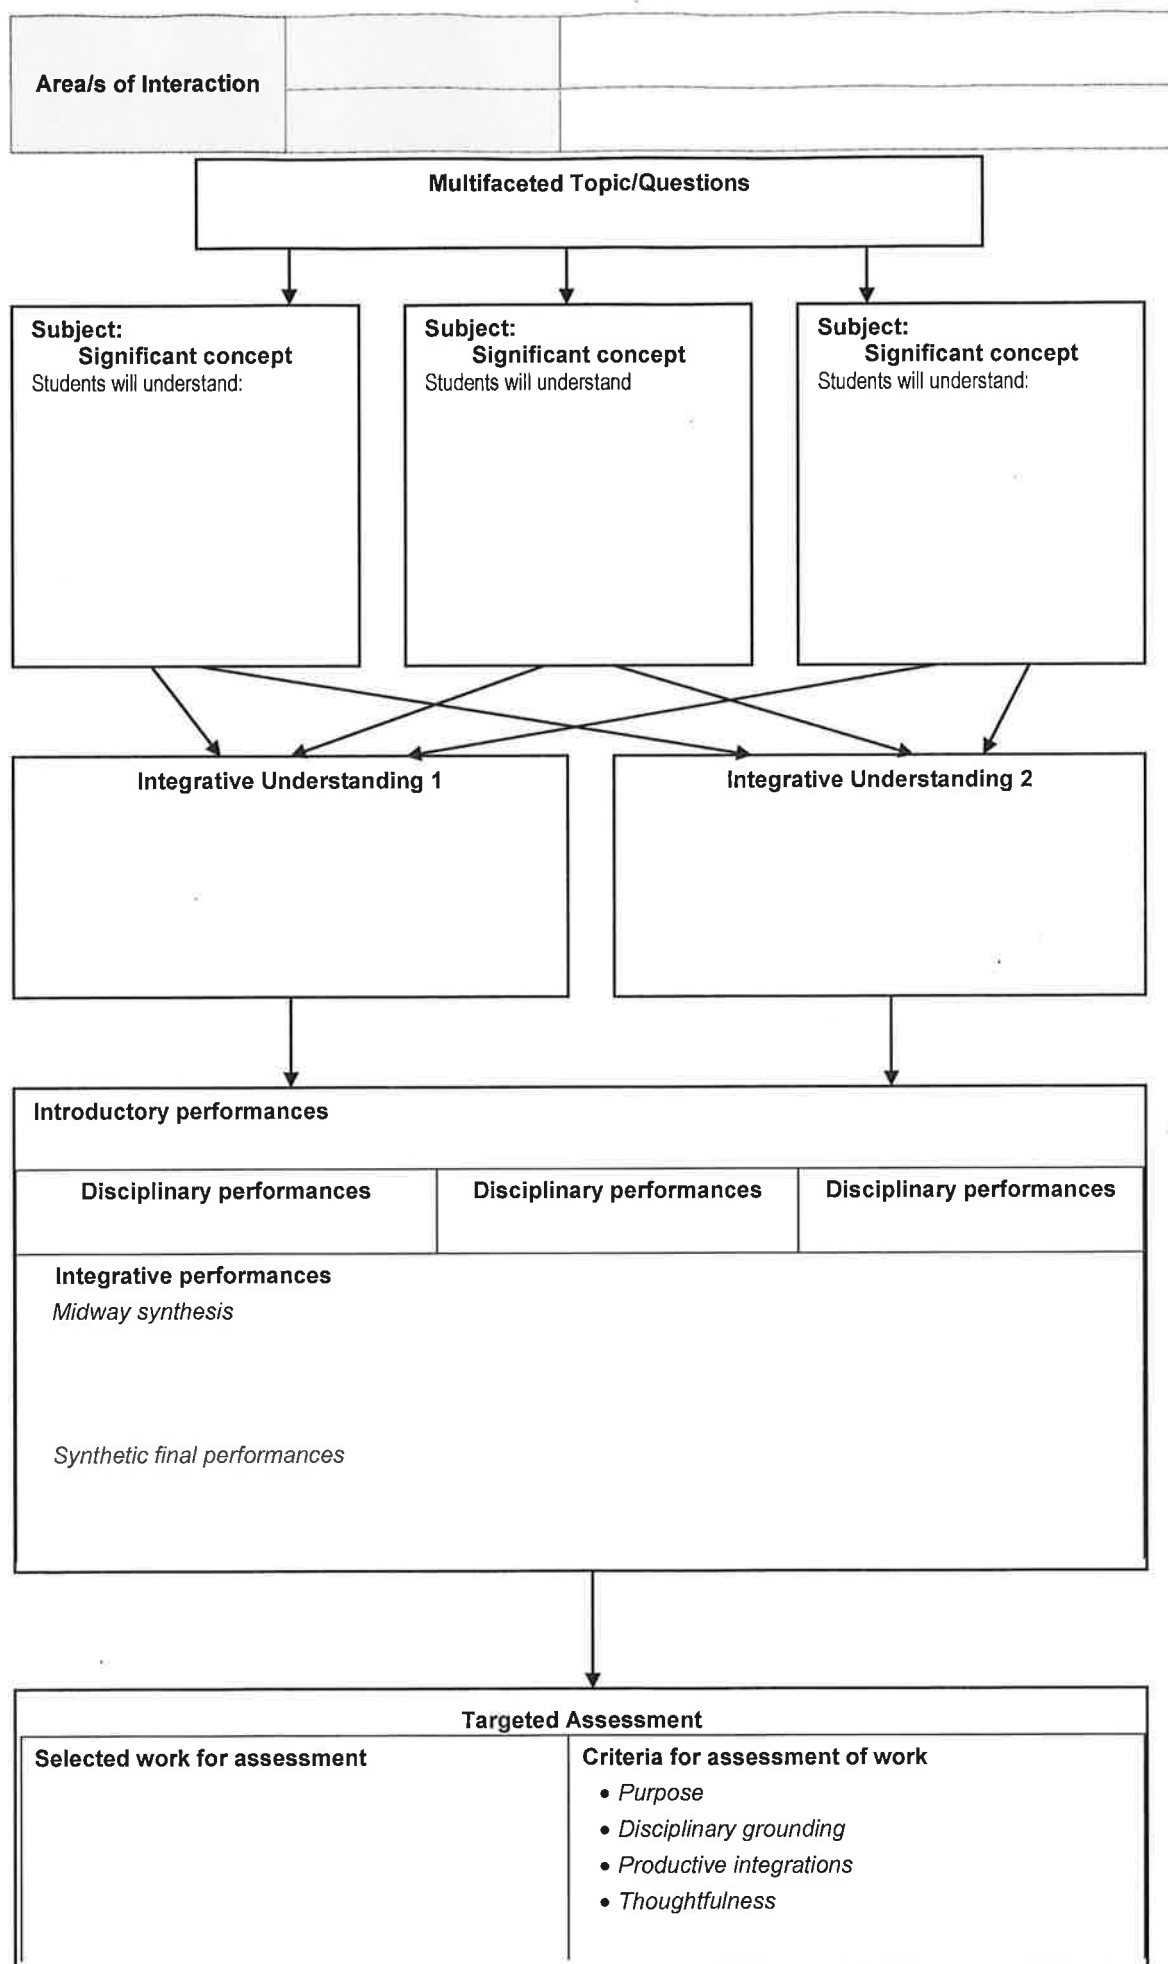 Area/s of Interaction
Multifaceted Topic/Questions
Subject:
Significant concept
Students will understand:
Subject:
Significant concept
Students will understand
Subject:
Significant concept
Students will understand:
Integrative Understanding 1
Integrative Understanding 2
Introductory performances
Disciplinary performances
Disciplinary performances
Disciplinary performances
Integrative performances
Midway synthesis
Synthetic final performances
Targeted Assessment
Selected work for assessment
Criteria for assessment of work
• Purpose
• Disciplinary grounding
• Productive integrations
• Thoughtfulness